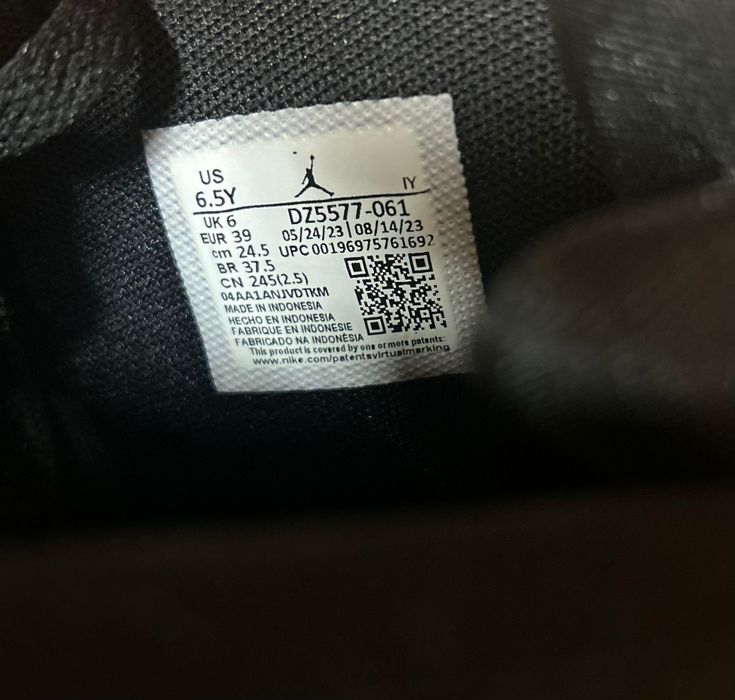 US
6.5Y
IY
UK 6
EUR 39
cm 24.5
BR 37.5
CN 245(2.5)
DZ5577-061
05/24/23 | 08/14/23
UPC 00196975761692
04AA1ANJVDTKM
MADE IN INDONESIA
HECHO EN INDONESIA
FABRIQUE EN INDONESIE
FABRICADO NA INDONÉSIA
This product is covered by one or more patents:
www.nike.com/patentsvirtualmarking